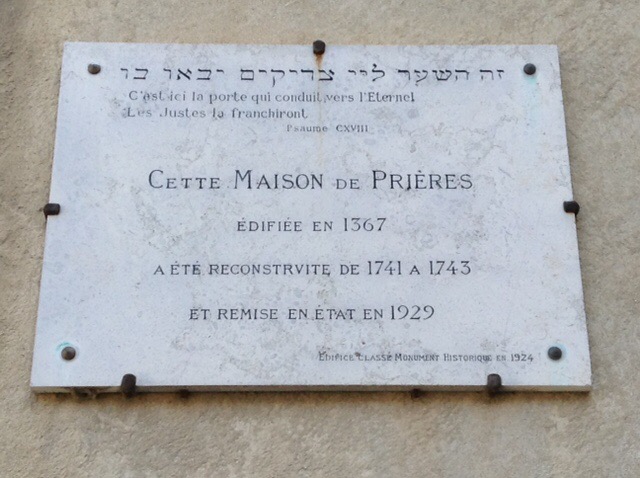 זה השער ליי צדיקים יבאו בו
C'est ici la porte qui conduit vers l'Eternel
Les Justes la franchiront
Psaume CXVIII
CETTE MAISON DE PRIÈRES
ÉDIFIÉE EN 1367
A ÉTÉ RECONSTRVITE DE 1741 A 1743
ET REMISE EN ÉTAT EN 1929
ÉDIFICE CLASSÉ MONUMENT HISTORIQUE EN 1924